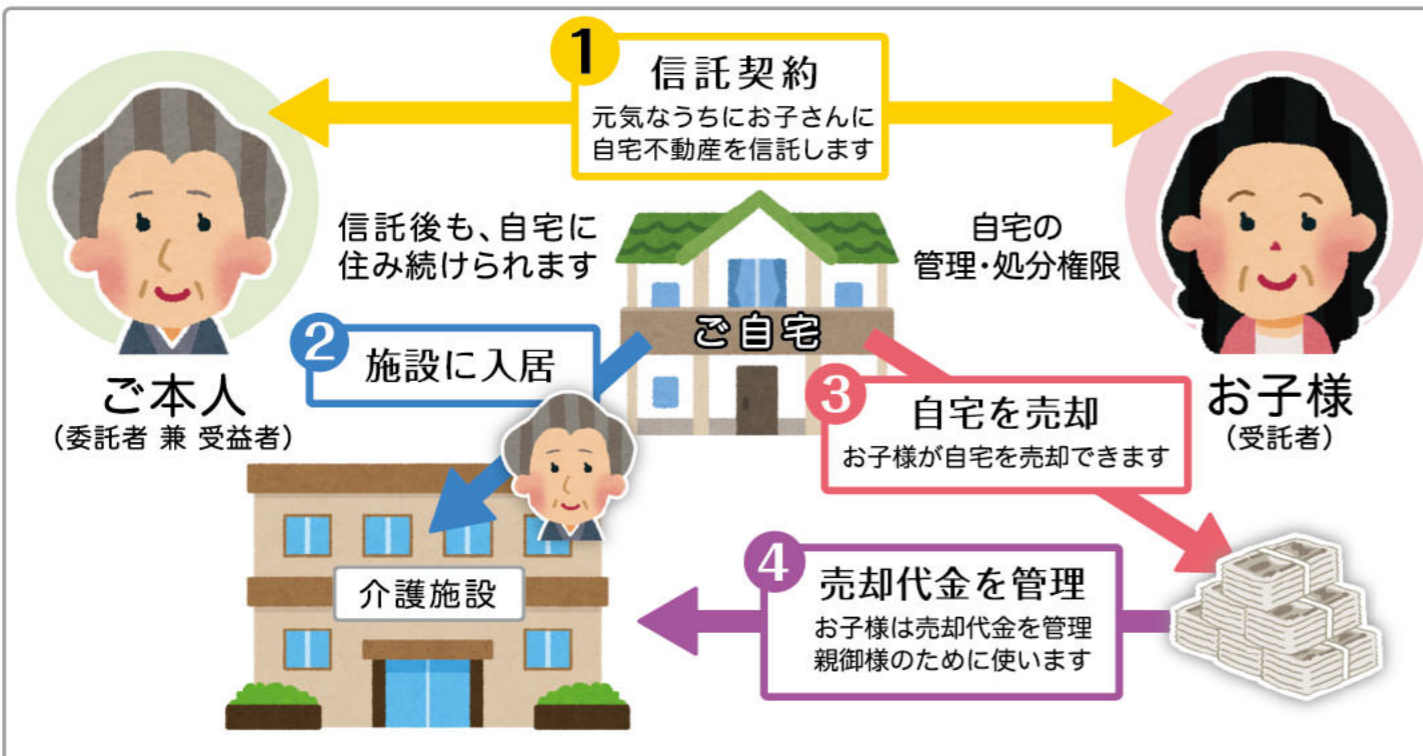 1
信託契約
元気なうちにお子さんに
自宅不動産を信託します
信託後も、自宅に
住み続けられます
自宅の
管理・処分権限
ご自宅
ご本人
（委託者 兼 受益者）
お子様
（受託者）
2
施設に入居
3
自宅を売却
お子様が自宅を売却できます
介護施設
4
売却代金を管理
お子様は売却代金を管理
親御様のために使います